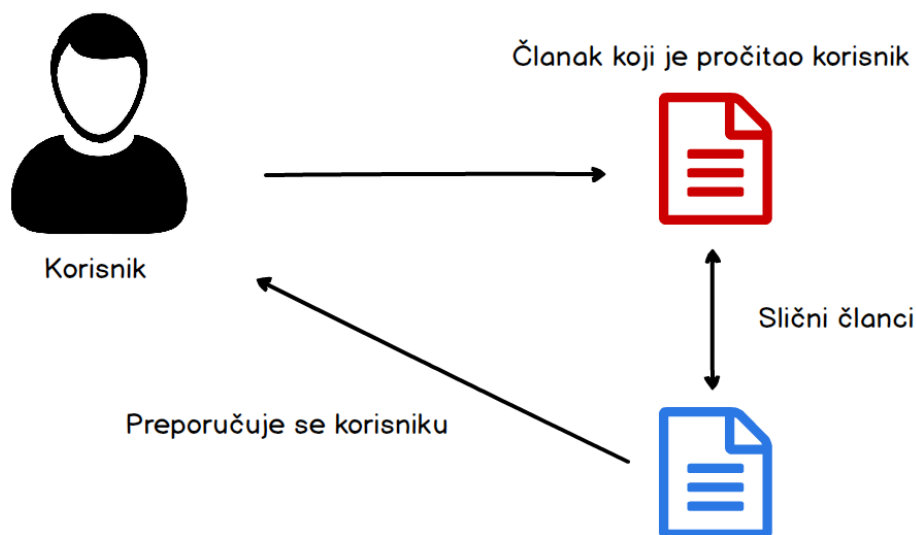 Članak koji je pročitao korisnik
Korisnik
Slični članci
Preporučuje se korisniku